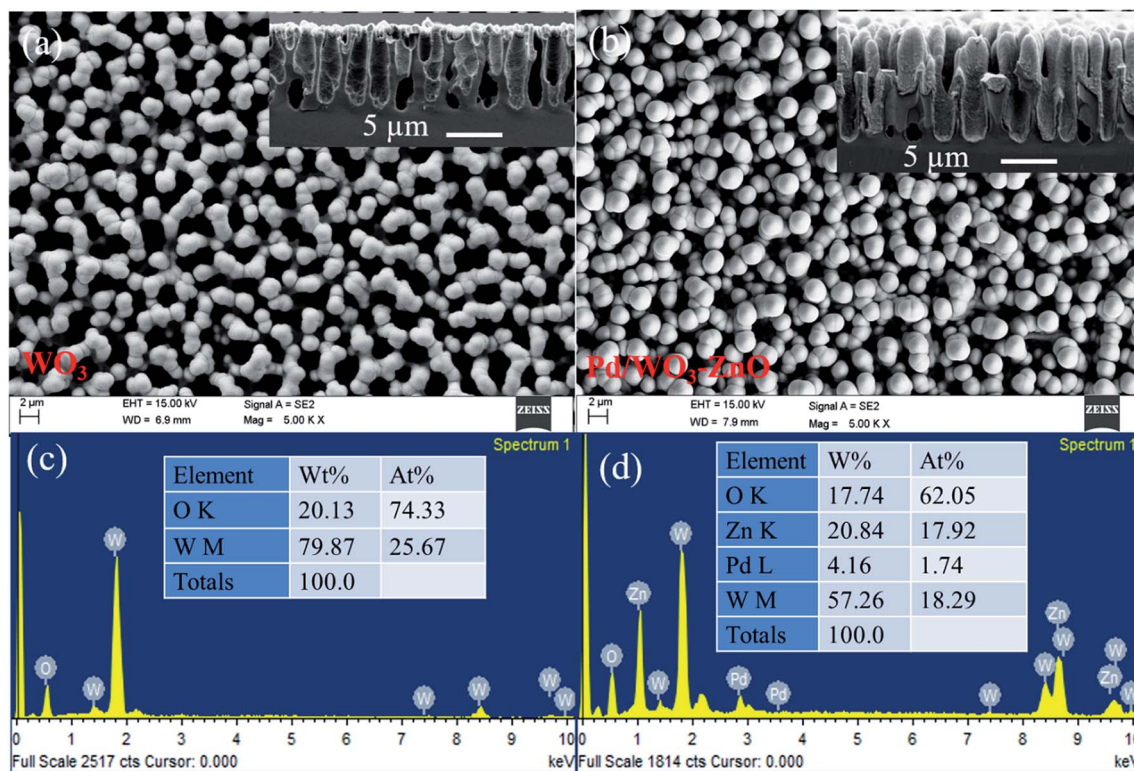 (a)
5 µm
WO₃
2 µm
EHT = 15.00 kV
Signal A = SE2
WD = 6.9 mm
Mag = 5.00 K X
ZEISS
(b)
5 µm
Pd/WO₃-ZnO
2 µm
EHT = 15.00 kV
Signal A = SE2
WD = 7.9 mm
Mag = 5.00 K X
ZEISS
(c)
Spectrum 1
Element Wt% At%
O K 20.13 74.33
W M 79.87 25.67
Totals 100.0
O W W W W W W
0 1 2 3 4 5 6 7 8 9 10
Full Scale 2517 cts Cursor: 0.000 keV
(d)
Spectrum 1
Element W% At%
O K 17.74 62.05
Zn K 20.84 17.92
Pd L 4.16 1.74
W M 57.26 18.29
Totals 100.0
O Zn W W Pd Pd W W Zn W Zn W W
0 1 2 3 4 5 6 7 8 9 10
Full Scale 1814 cts Cursor: 0.000 keV